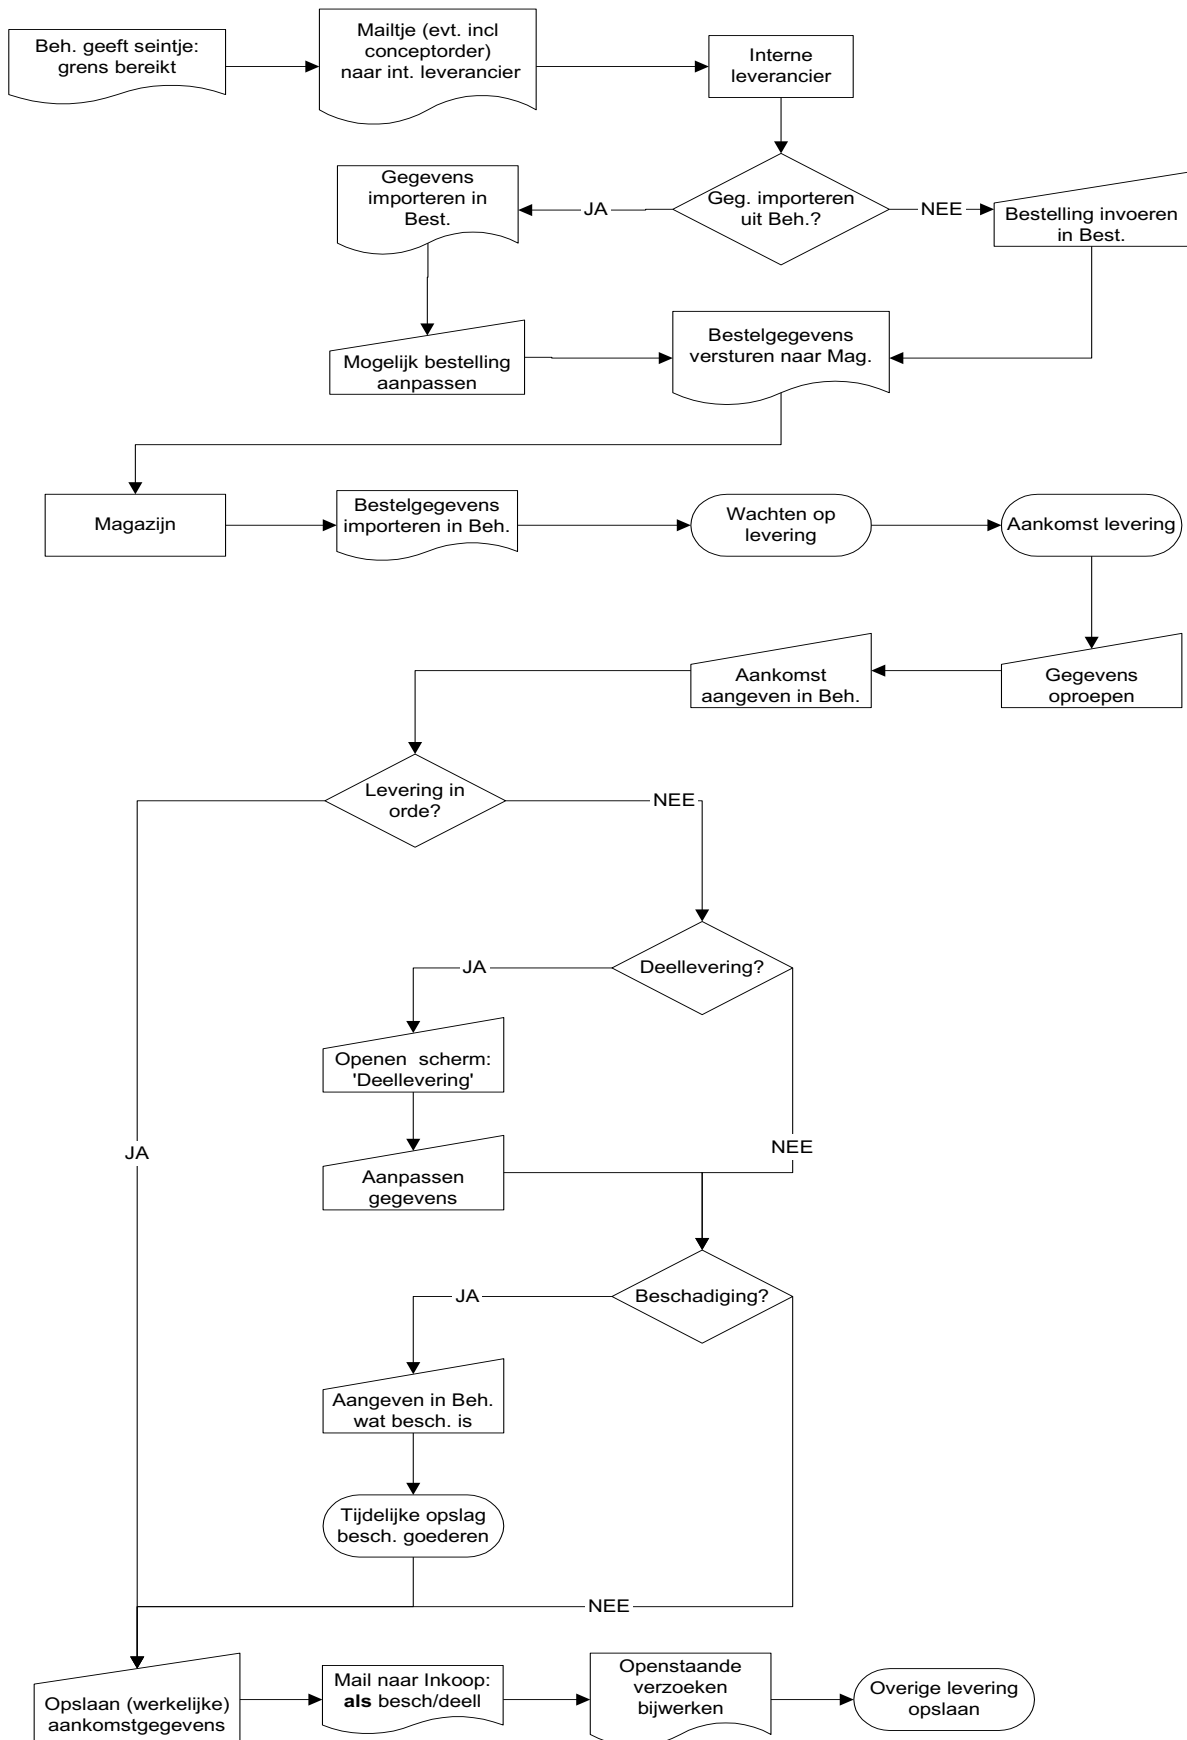 Beh. geeft seintje:
grens bereikt
Mailtje (evt. incl
conceptorder)
naar int. leverancier
Interne
leverancier
Gegevens
importeren in
Best.
JA
Geg. importeren
uit Beh.?
NEE
Bestelling invoeren
in Best.
Mogelijk bestelling
aanpassen
Bestelgegevens
versturen naar Mag.
Magazijn
Bestelgegevens
importeren in Beh.
Wachten op
levering
Aankomst levering
Aankomst
aangeven in Beh.
Gegevens
oproepen
Levering in
orde?
NEE
JA
Deellevering?
Openen scherm:
'Deellevering'
JA
NEE
Aanpassen
gegevens
JA
Beschadiging?
Aangeven in Beh.
wat besch. is
Tijdelijke opslag
besch. goederen
NEE
Opslaan (werkelijke)
aankomstgegevens
Mail naar Inkoop:
als besch/deell
Openstaande
verzoeken
bijwerken
Overige levering
opslaan